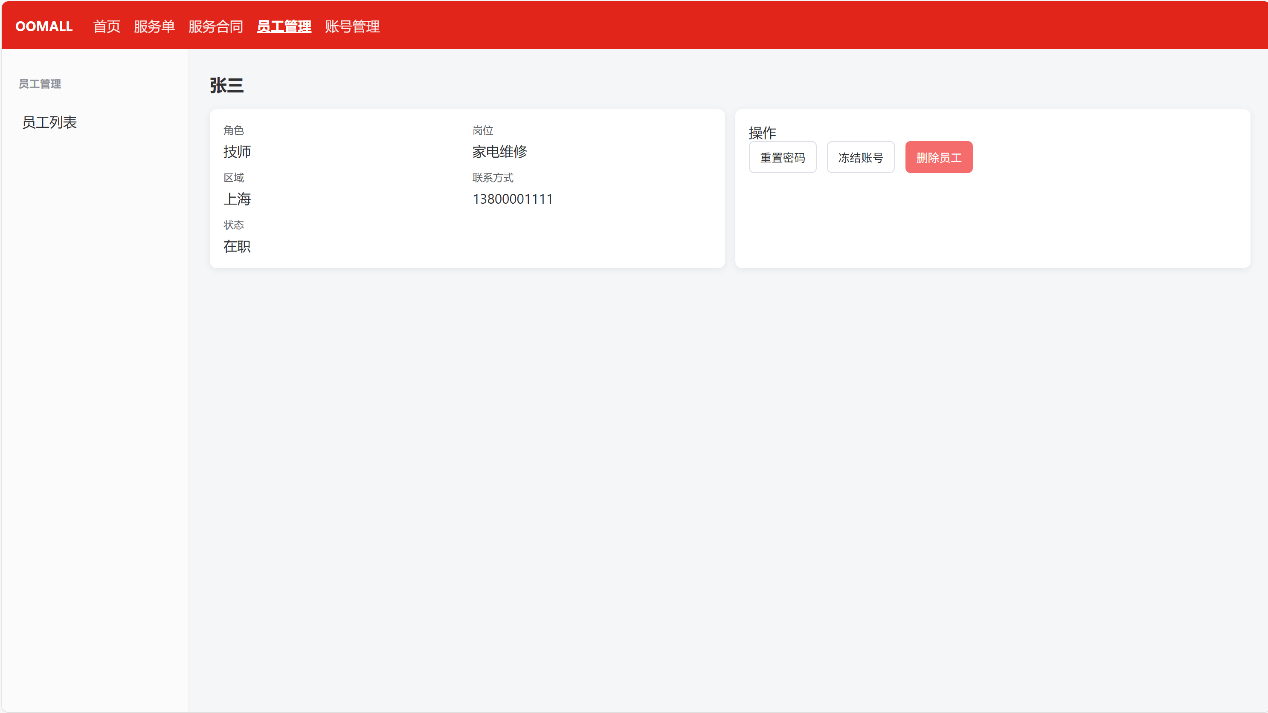 OOMALL 首页 服务单 服务合同 员工管理 账号管理
员工管理
员工列表
张三
角色 岗位
技师 家电维修
区域 联系方式
上海 13800001111
状态
在职
操作
重置密码 冻结账号 删除员工